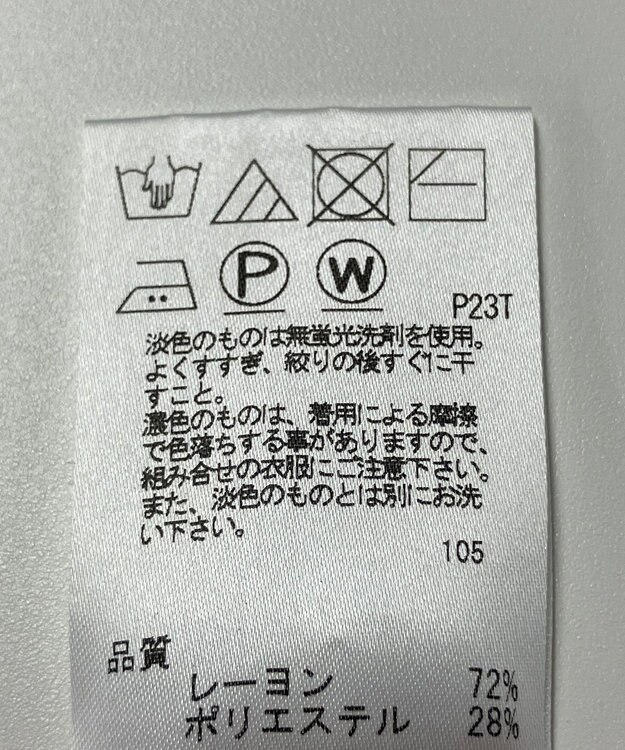 P W P23T
淡色のものは無蛍光洗剤を使用。
よくすすぎ、絞りの後すぐに干
すこと。
濃色のものは、着用による摩擦
で色落ちする事がありますので、
組み合せの衣服にご注意下さい。
また、淡色のものとは別にお洗
い下さい。
105
品質
レーヨン 72%
ポリエステル 28%